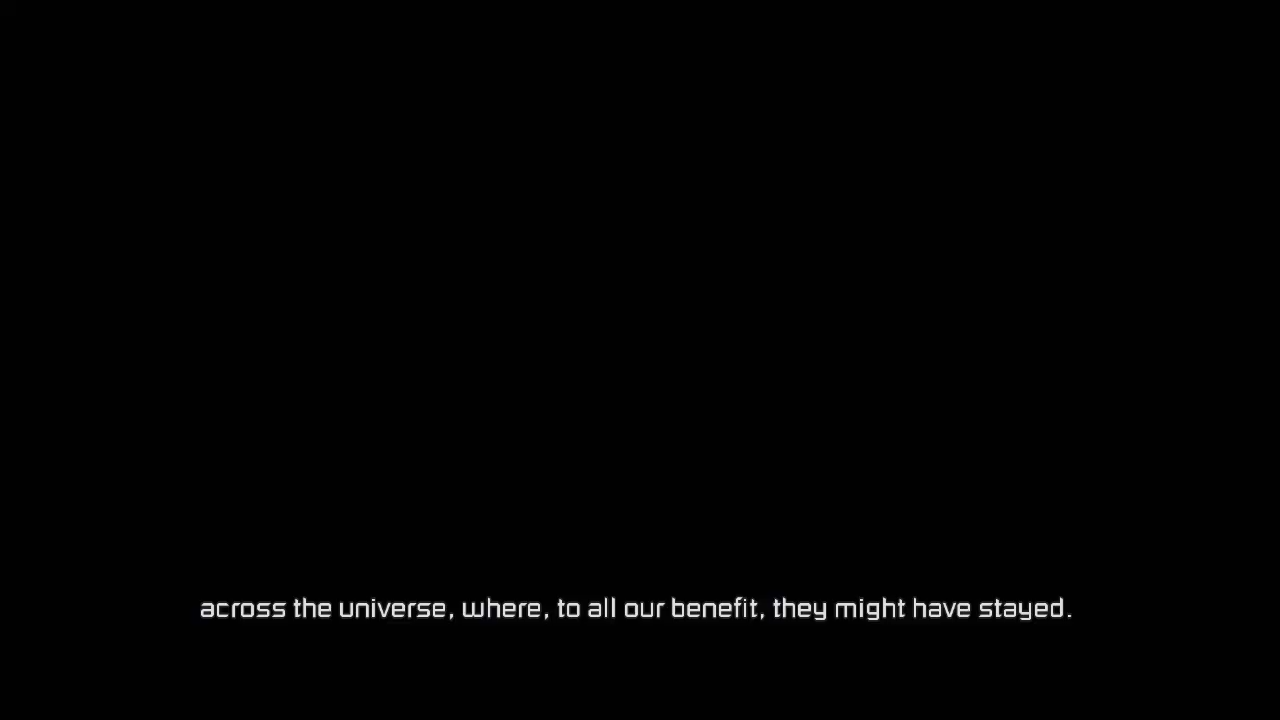 across the universe, where, to all our benefit, they might have stayed.